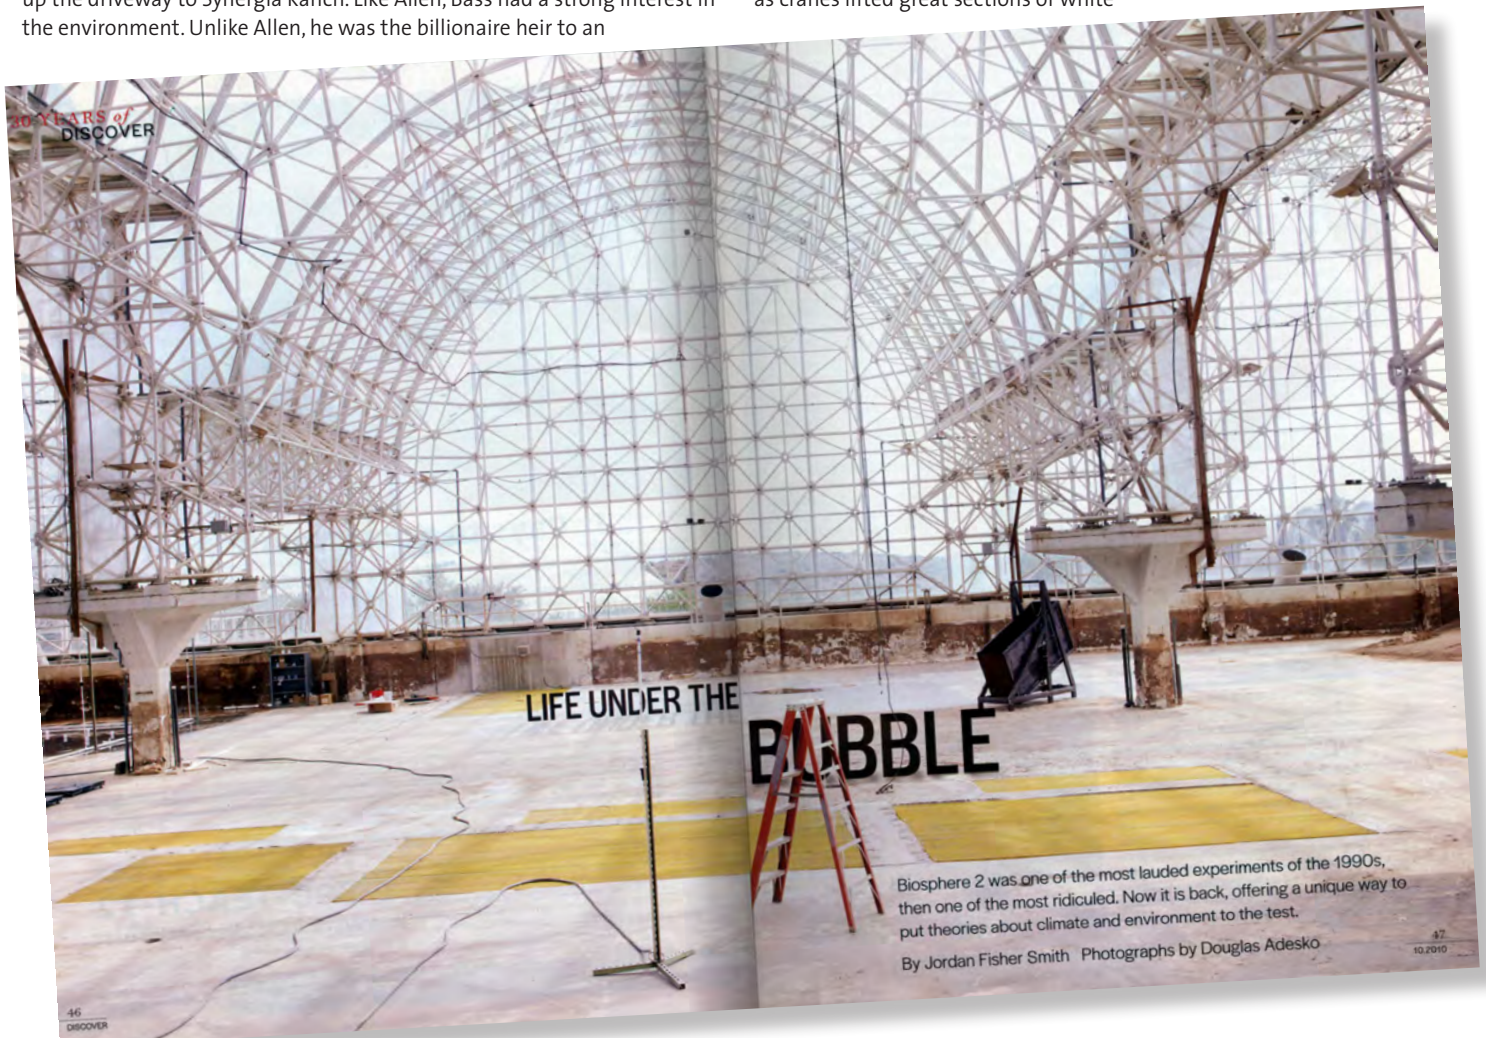 up the driveway to Synergia Ranch. Like Allen, Bass had a strong interest in
the environment. Unlike Allen, he was the billionaire heir to an
as cranes lifted great sections of white
30 YEARS of
DISCOVER
LIFE UNDER THE
BUBBLE
Biosphere 2 was one of the most lauded experiments of the 1990s,
then one of the most ridiculed. Now it is back, offering a unique way to
put theories about climate and environment to the test.
By Jordan Fisher Smith Photographs by Douglas Adesko
46
DISCOVER
47
10.2010